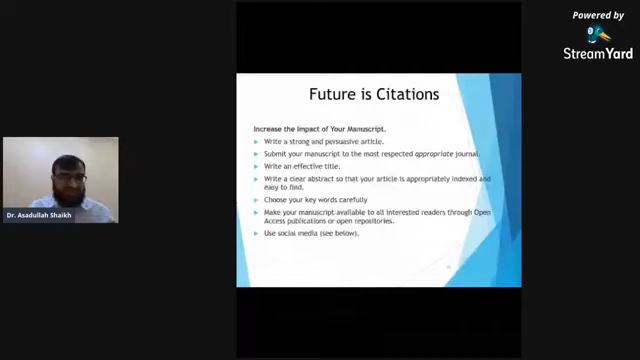 Powered by
StreamYard
Future is Citations
Increase the Impact of Your Manuscript.
Write a strong and persuasive article.
Submit your manuscript to the most respected appropriate journal.
Write an effective title.
Write a clear abstract so that your article is appropriately indexed and
easy to find.
Choose your key words carefully
Make your manuscript available to all interested readers through Open
Access publications or open repositories.
Use social media (see below).
Dr. Asadullah Shaikh